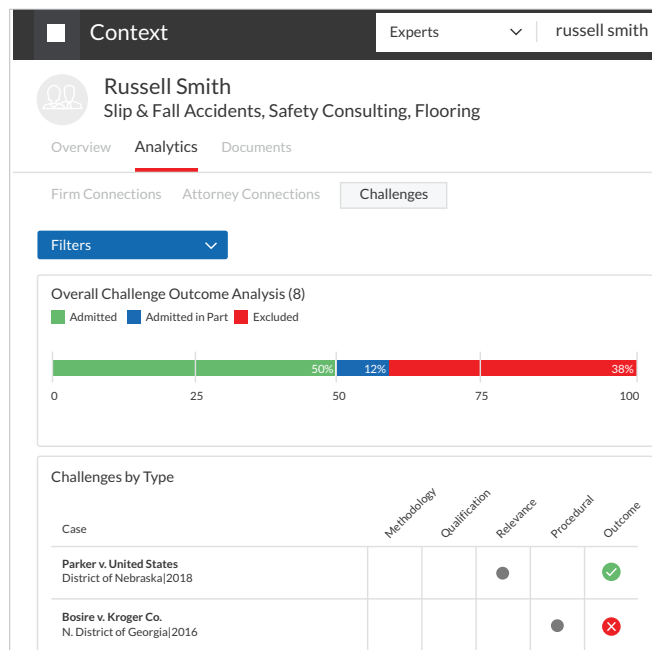 Context
Experts
russell smith
Russell Smith
Slip & Fall Accidents, Safety Consulting, Flooring
Overview Analytics Documents
Firm Connections Attorney Connections Challenges
Filters
Overall Challenge Outcome Analysis (8)
Admitted Admitted in Part Excluded
50% 12% 38%
0 25 50 75 100
Challenges by Type
Case Methodology Qualification Relevance Procedural Outcome
Parker v. United States
District of Nebraska|2018
Bosire v. Kroger Co.
N. District of Georgia|2016